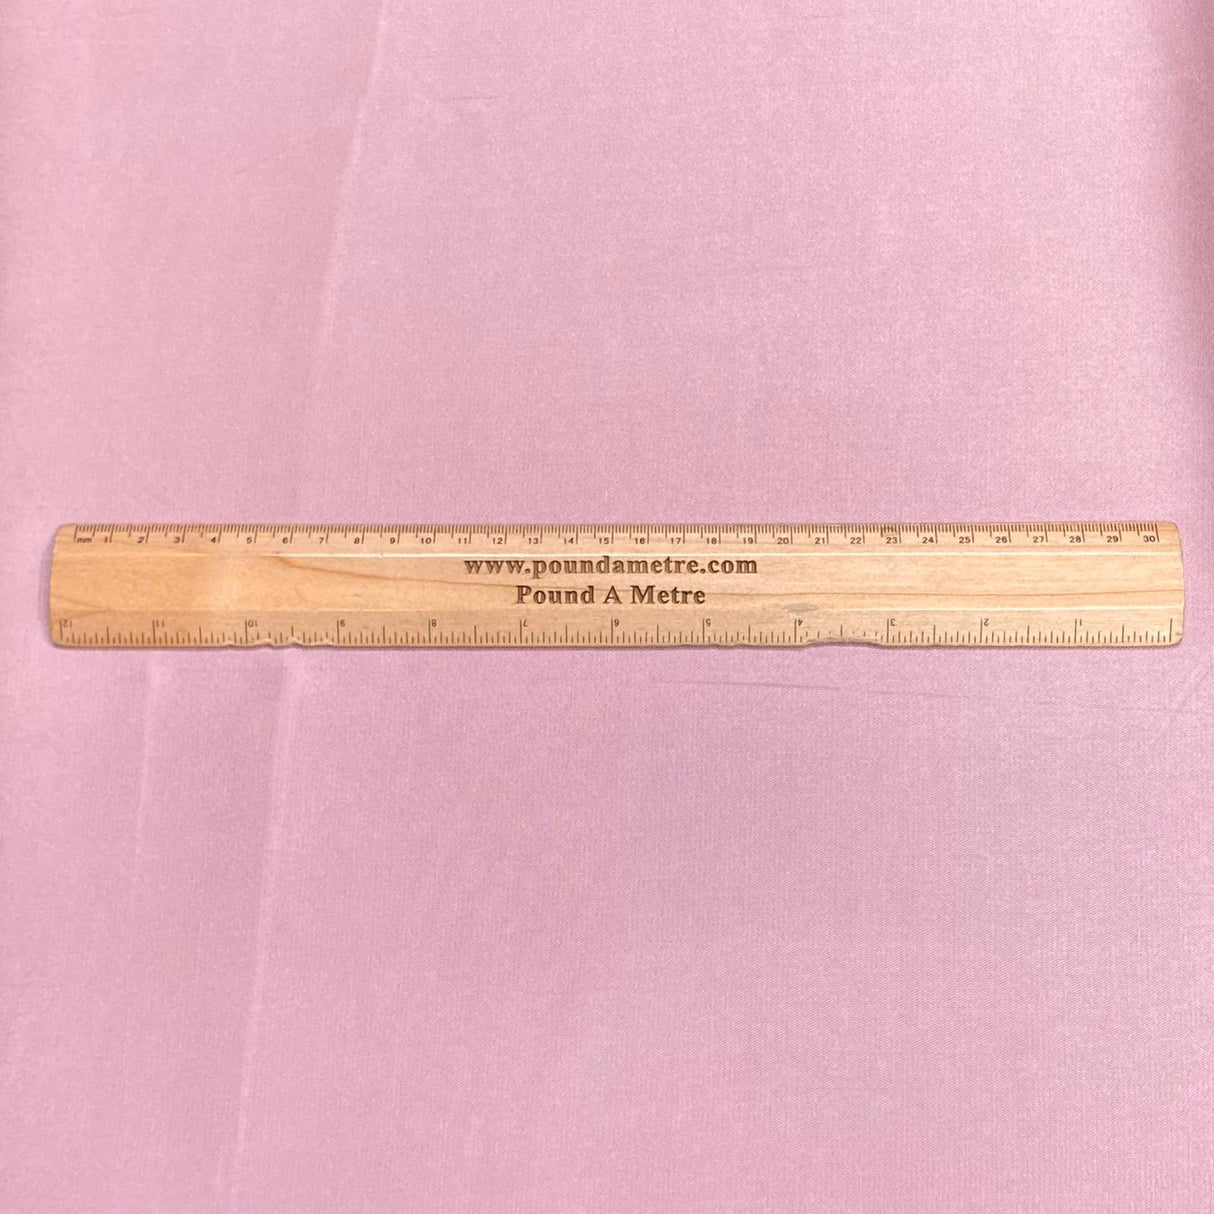 mm 1 2 3 4 5 6 7 8 9 10 11 12 13 14 15 16 17 18 19 20 21 22 23 24 25 26 27 28 29 30
www.poundametre.com
Pound A Metre
12 11 10 9 8 7 6 5 4 3 2 1